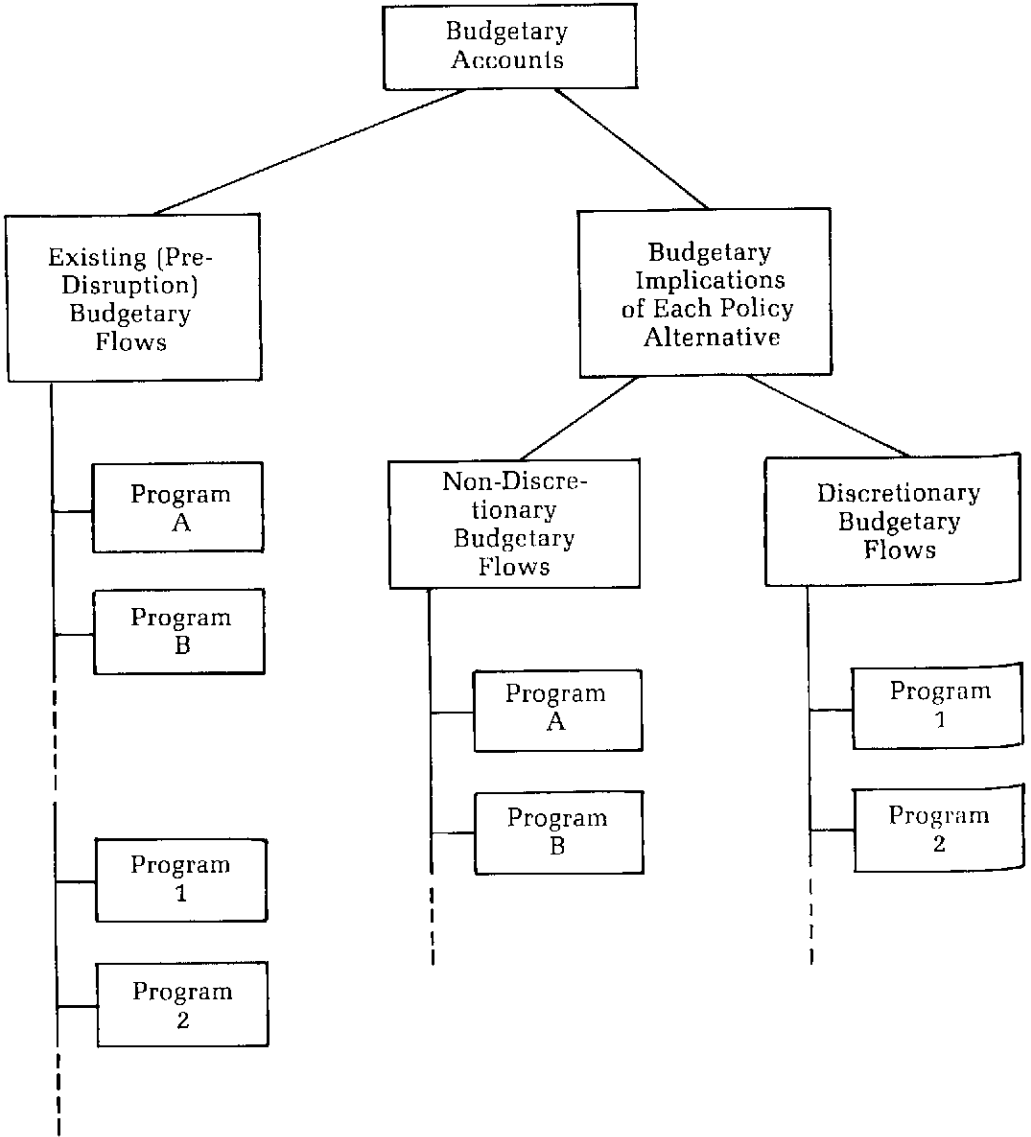 Budgetary
Accounts
Existing (Pre-
Disruption)
Budgetary
Flows
Budgetary
Implications
of Each Policy
Alternative
Program
A
Program
B
Program
1
Program
2
Non-Discre-
tionary
Budgetary
Flows
Program
A
Program
B
Discretionary
Budgetary
Flows
Program
1
Program
2